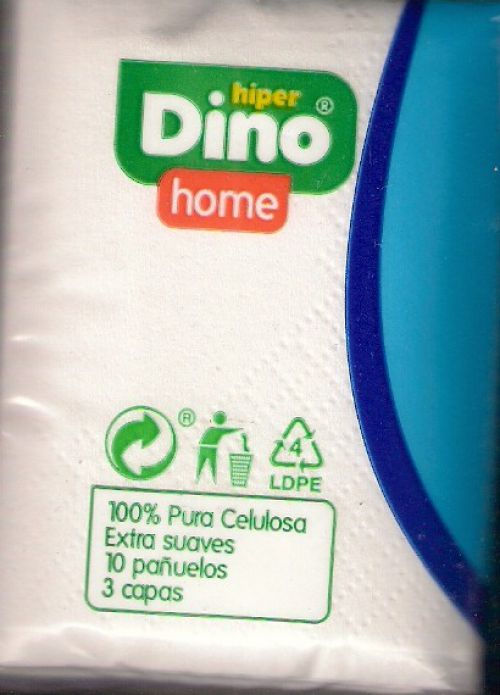 hiper
Dino ®
home
®
4
LDPE
100% Pura Celulosa
Extra suaves
10 pañuelos
3 capas